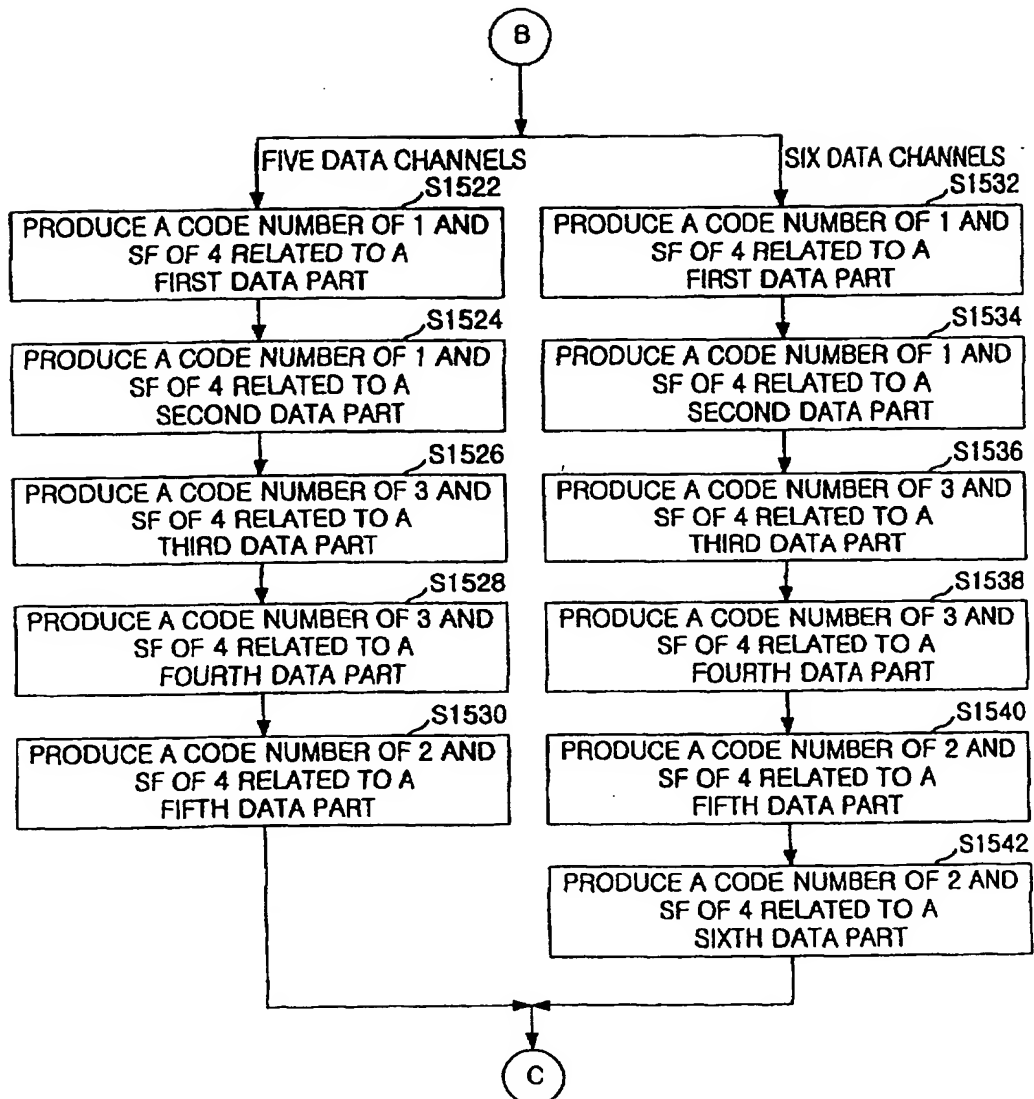 B
FIVE DATA CHANNELS
S1522
PRODUCE A CODE NUMBER OF 1 AND
SF OF 4 RELATED TO A
FIRST DATA PART
S1524
PRODUCE A CODE NUMBER OF 1 AND
SF OF 4 RELATED TO A
SECOND DATA PART
S1526
PRODUCE A CODE NUMBER OF 3 AND
SF OF 4 RELATED TO A
THIRD DATA PART
S1528
PRODUCE A CODE NUMBER OF 3 AND
SF OF 4 RELATED TO A
FOURTH DATA PART
S1530
PRODUCE A CODE NUMBER OF 2 AND
SF OF 4 RELATED TO A
FIFTH DATA PART
SIX DATA CHANNELS
S1532
PRODUCE A CODE NUMBER OF 1 AND
SF OF 4 RELATED TO A
FIRST DATA PART
S1534
PRODUCE A CODE NUMBER OF 1 AND
SF OF 4 RELATED TO A
SECOND DATA PART
S1536
PRODUCE A CODE NUMBER OF 3 AND
SF OF 4 RELATED TO A
THIRD DATA PART
S1538
PRODUCE A CODE NUMBER OF 3 AND
SF OF 4 RELATED TO A
FOURTH DATA PART
S1540
PRODUCE A CODE NUMBER OF 2 AND
SF OF 4 RELATED TO A
FIFTH DATA PART
S1542
PRODUCE A CODE NUMBER OF 2 AND
SF OF 4 RELATED TO A
SIXTH DATA PART
C